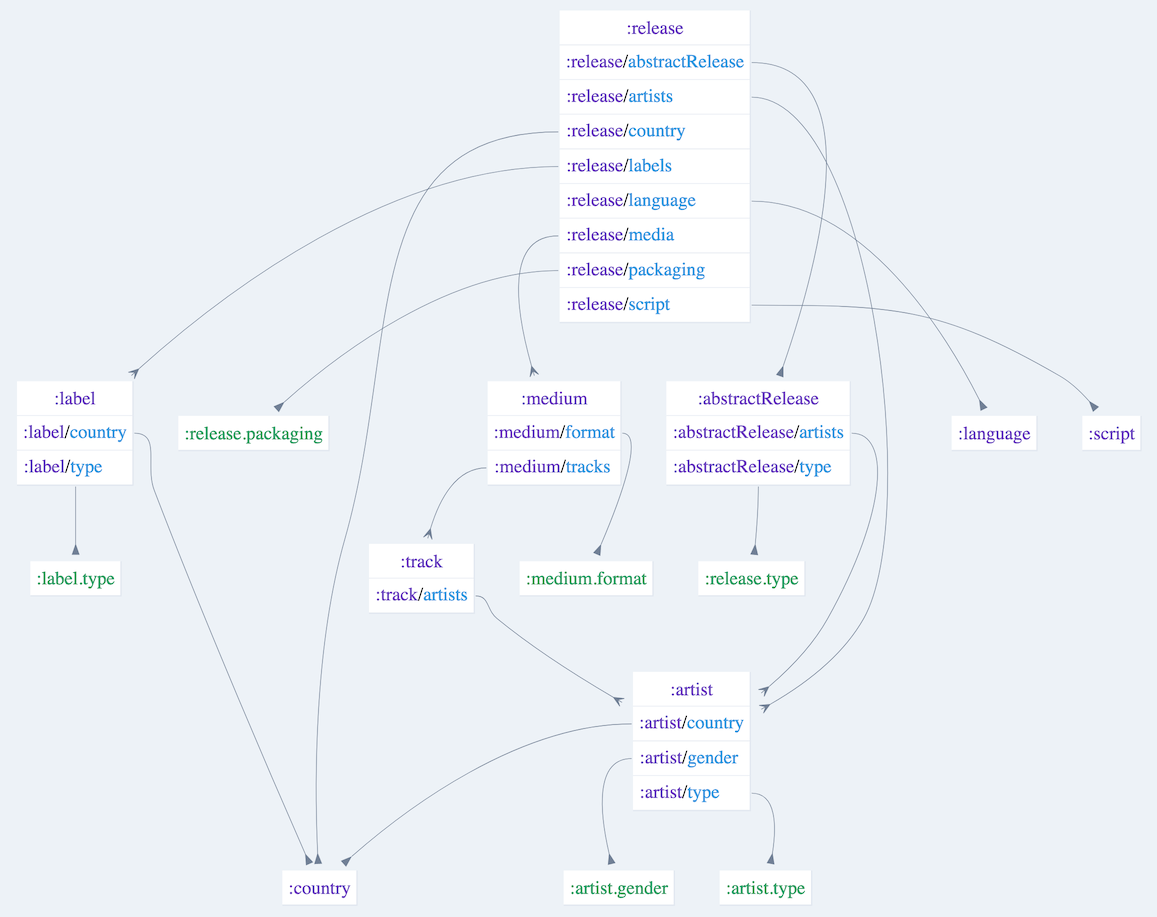 :release
:release/abstractRelease
:release/artists
:release/country
:release/labels
:release/language
:release/media
:release/packaging
:release/script
:label
:label/country
:label/type
:release.packaging
:medium
:medium/format
:medium/tracks
:abstractRelease
:abstractRelease/artists
:abstractRelease/type
:language
:script
:label.type
:track
:track/artists
:medium.format
:release.type
:artist
:artist/country
:artist/gender
:artist/type
:country
:artist.gender
:artist.type